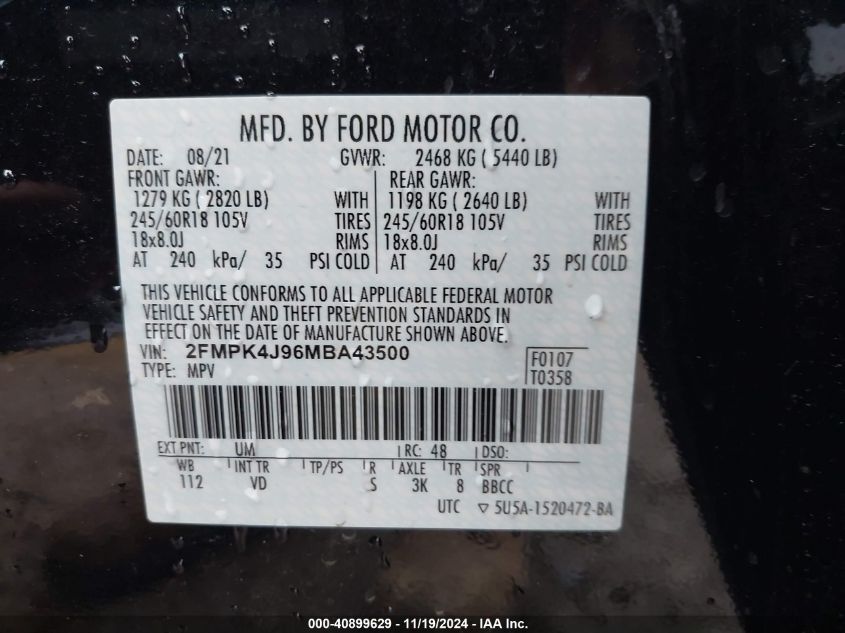 MFD. BY FORD MOTOR CO.
DATE: 08/21 GVWR: 2468 KG ( 5440 LB)
FRONT GAWR: REAR GAWR:
1279 KG ( 2820 LB) WITH 1198 KG ( 2640 LB) WITH
245/60R18 105V TIRES 245/60R18 105V TIRES
18x8.0J RIMS 18x8.0J RIMS
AT 240 kPa/ 35 PSI COLD AT 240 kPa/ 35 PSI COLD
THIS VEHICLE CONFORMS TO ALL APPLICABLE FEDERAL MOTOR
VEHICLE SAFETY AND THEFT PREVENTION STANDARDS IN
EFFECT ON THE DATE OF MANUFACTURE SHOWN ABOVE.
VIN: 2FMPK4J96MBA43500 F0107
TYPE: MPV T0358
EXT PNT: UM RC: 48 DSO:
WB INT TR TP/PS R AXLE TR SPR
112 VD S 3K 8 BBCC
UTC ▽ 5U5A-1520472-BA
000-40899629 - 11/19/2024 - IAA Inc.